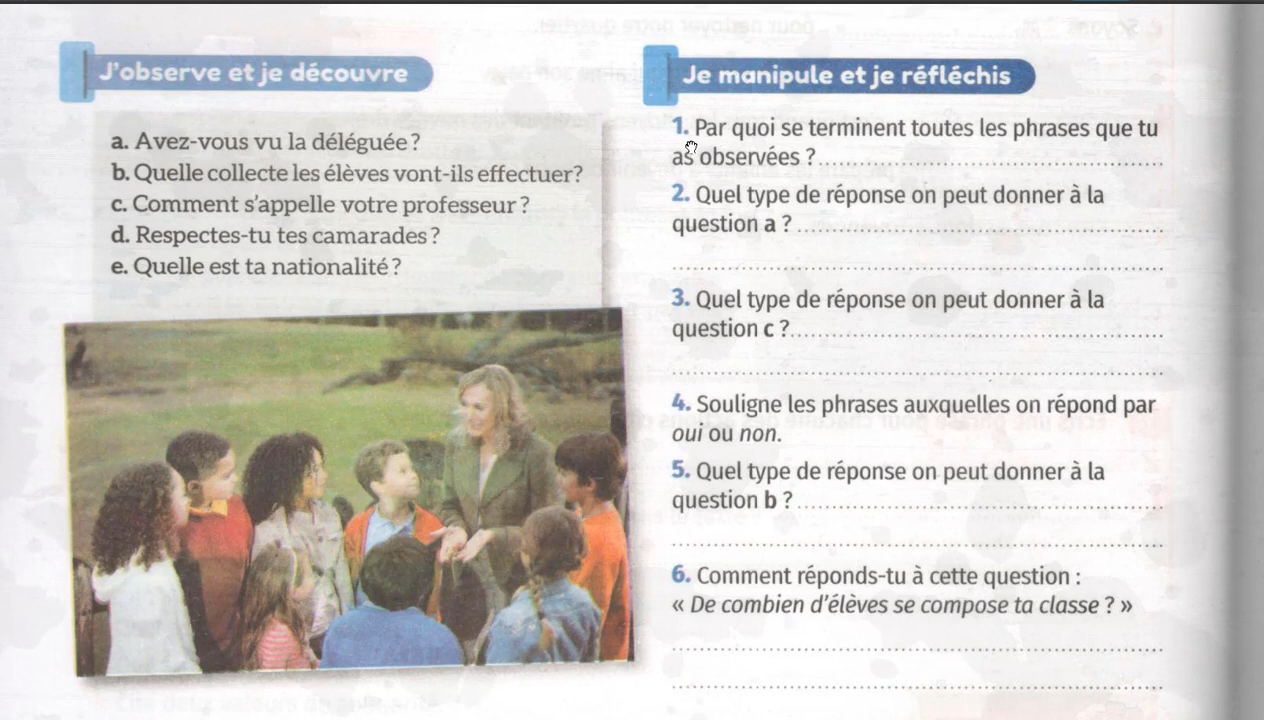 J'observe et je découvre
a. Avez-vous vu la déléguée ?
b. Quelle collecte les élèves vont-ils effectuer?
c. Comment s'appelle votre professeur ?
d. Respectes-tu tes camarades ?
e. Quelle est ta nationalité ?
Je manipule et je réfléchis
1. Par quoi se terminent toutes les phrases que tu
as observées ?
2. Quel type de réponse on peut donner à la
question a ?
3. Quel type de réponse on peut donner à la
question c ?
4. Souligne les phrases auxquelles on répond par
oui ou non.
5. Quel type de réponse on peut donner à la
question b ?
6. Comment réponds-tu à cette question :
« De combien d'élèves se compose ta classe ? »